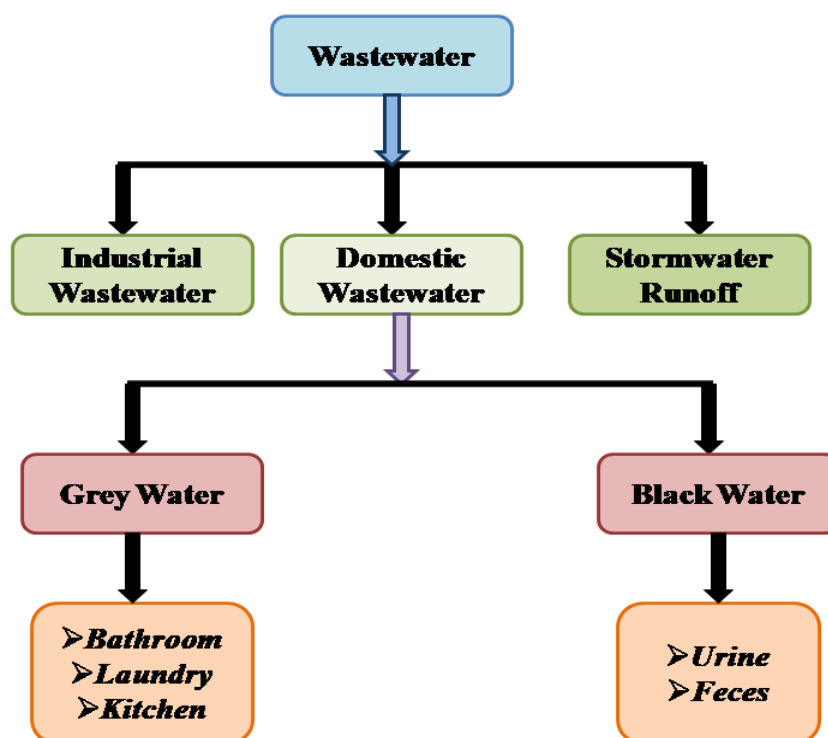 Wastewater
Industrial
Wastewater
Domestic
Wastewater
Stormwater
Runoff
Grey Water
Black Water
➢Bathroom
➢Laundry
➢Kitchen
➢Urine
➢Feces